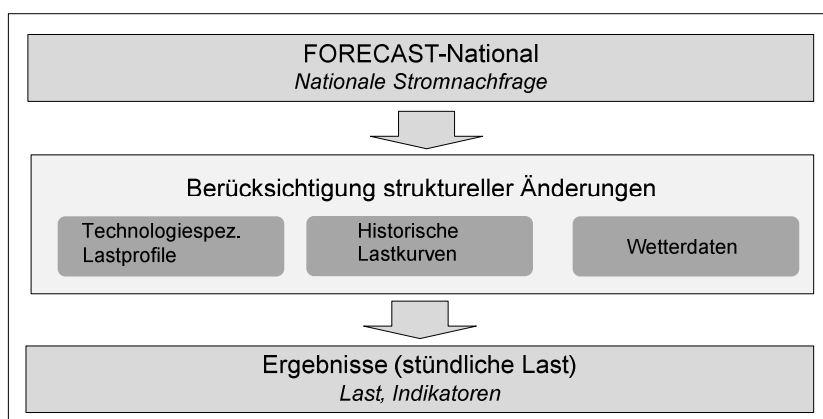 FORECAST-National
Nationale Stromnachfrage
Berücksichtigung struktureller Änderungen
Technologiespez.
Lastprofile
Historische
Lastkurven
Wetterdaten
Ergebnisse (stündliche Last)
Last, Indikatoren